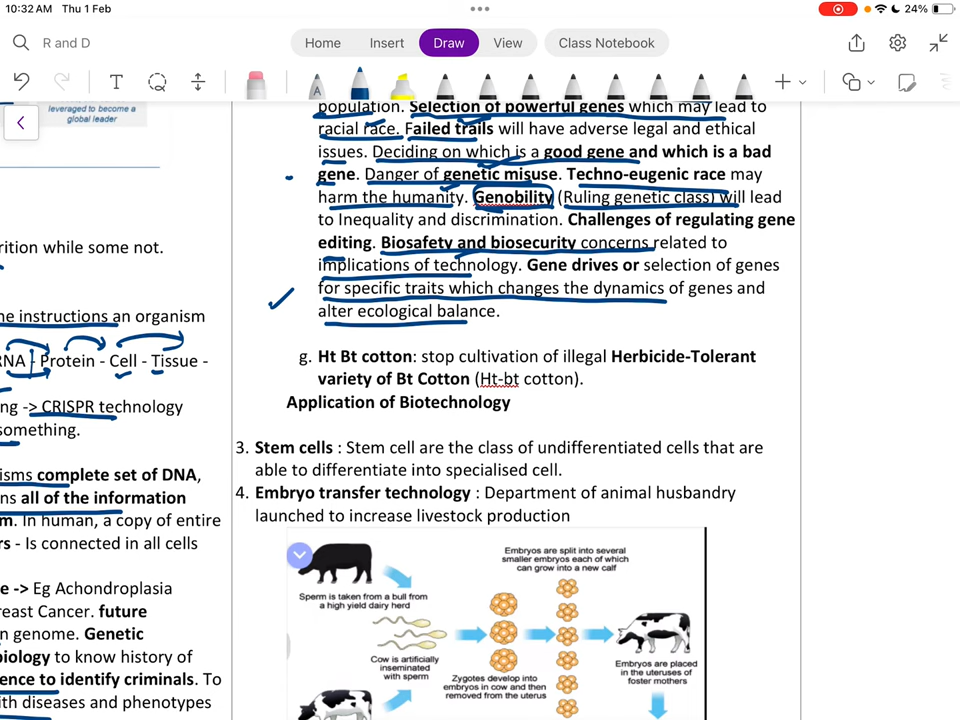 10:32 AM Thu 1 Feb
24%
R and D
Home
Insert
Draw
View
Class Notebook
T
A
leveraged to become a
global leader
rition while some not.
ne instructions an organism
RNA - Protein - Cell - Tissue -
ng -> CRISPR technology
something.
isms complete set of DNA,
ns all of the information
m. In human, a copy of entire
rs - Is connected in all cells
e -> Eg Achondroplasia
reast Cancer. future
n genome. Genetic
biology to know history of
ence to identify criminals. To
ith diseases and phenotypes
population. Selection of powerful genes which may lead to
racial race. Failed trails will have adverse legal and ethical
issues. Deciding on which is a good gene and which is a bad
gene. Danger of genetic misuse. Techno-eugenic race may
harm the humanity. Genobility (Ruling genetic class) will lead
to Inequality and discrimination. Challenges of regulating gene
editing. Biosafety and biosecurity concerns related to
implications of technology. Gene drives or selection of genes
for specific traits which changes the dynamics of genes and
alter ecological balance.
g. Ht Bt cotton: stop cultivation of illegal Herbicide-Tolerant
variety of Bt Cotton (Ht-bt cotton).
Application of Biotechnology
3. Stem cells : Stem cell are the class of undifferentiated cells that are
able to differentiate into specialised cell.
4. Embryo transfer technology : Department of animal husbandry
launched to increase livestock production
Sperm is taken from a bull from
a high yield dairy herd
Cow is artificially
inseminated
with sperm
Embryos are split into several
smaller embryos each of which
can grow into a new calf
Zygotes develop into
embryos in cow and then
removed from the uterus
Embryos are placed
in the uteruses of
foster mothers